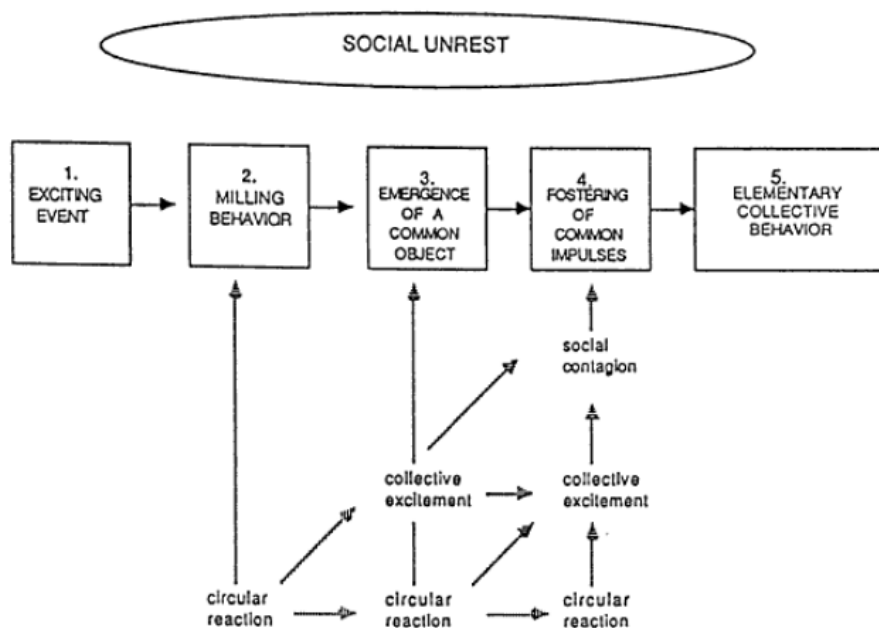 SOCIAL UNREST
1.
EXCITING
EVENT
2.
MILLING
BEHAVIOR
3.
EMERGENCE
OF A
COMMON
OBJECT
4.
FOSTERING
OF
COMMON
IMPULSES
5.
ELEMENTARY
COLLECTIVE
BEHAVIOR
social
contagion
collective
excitement
collective
excitement
circular
reaction
circular
reaction
circular
reaction